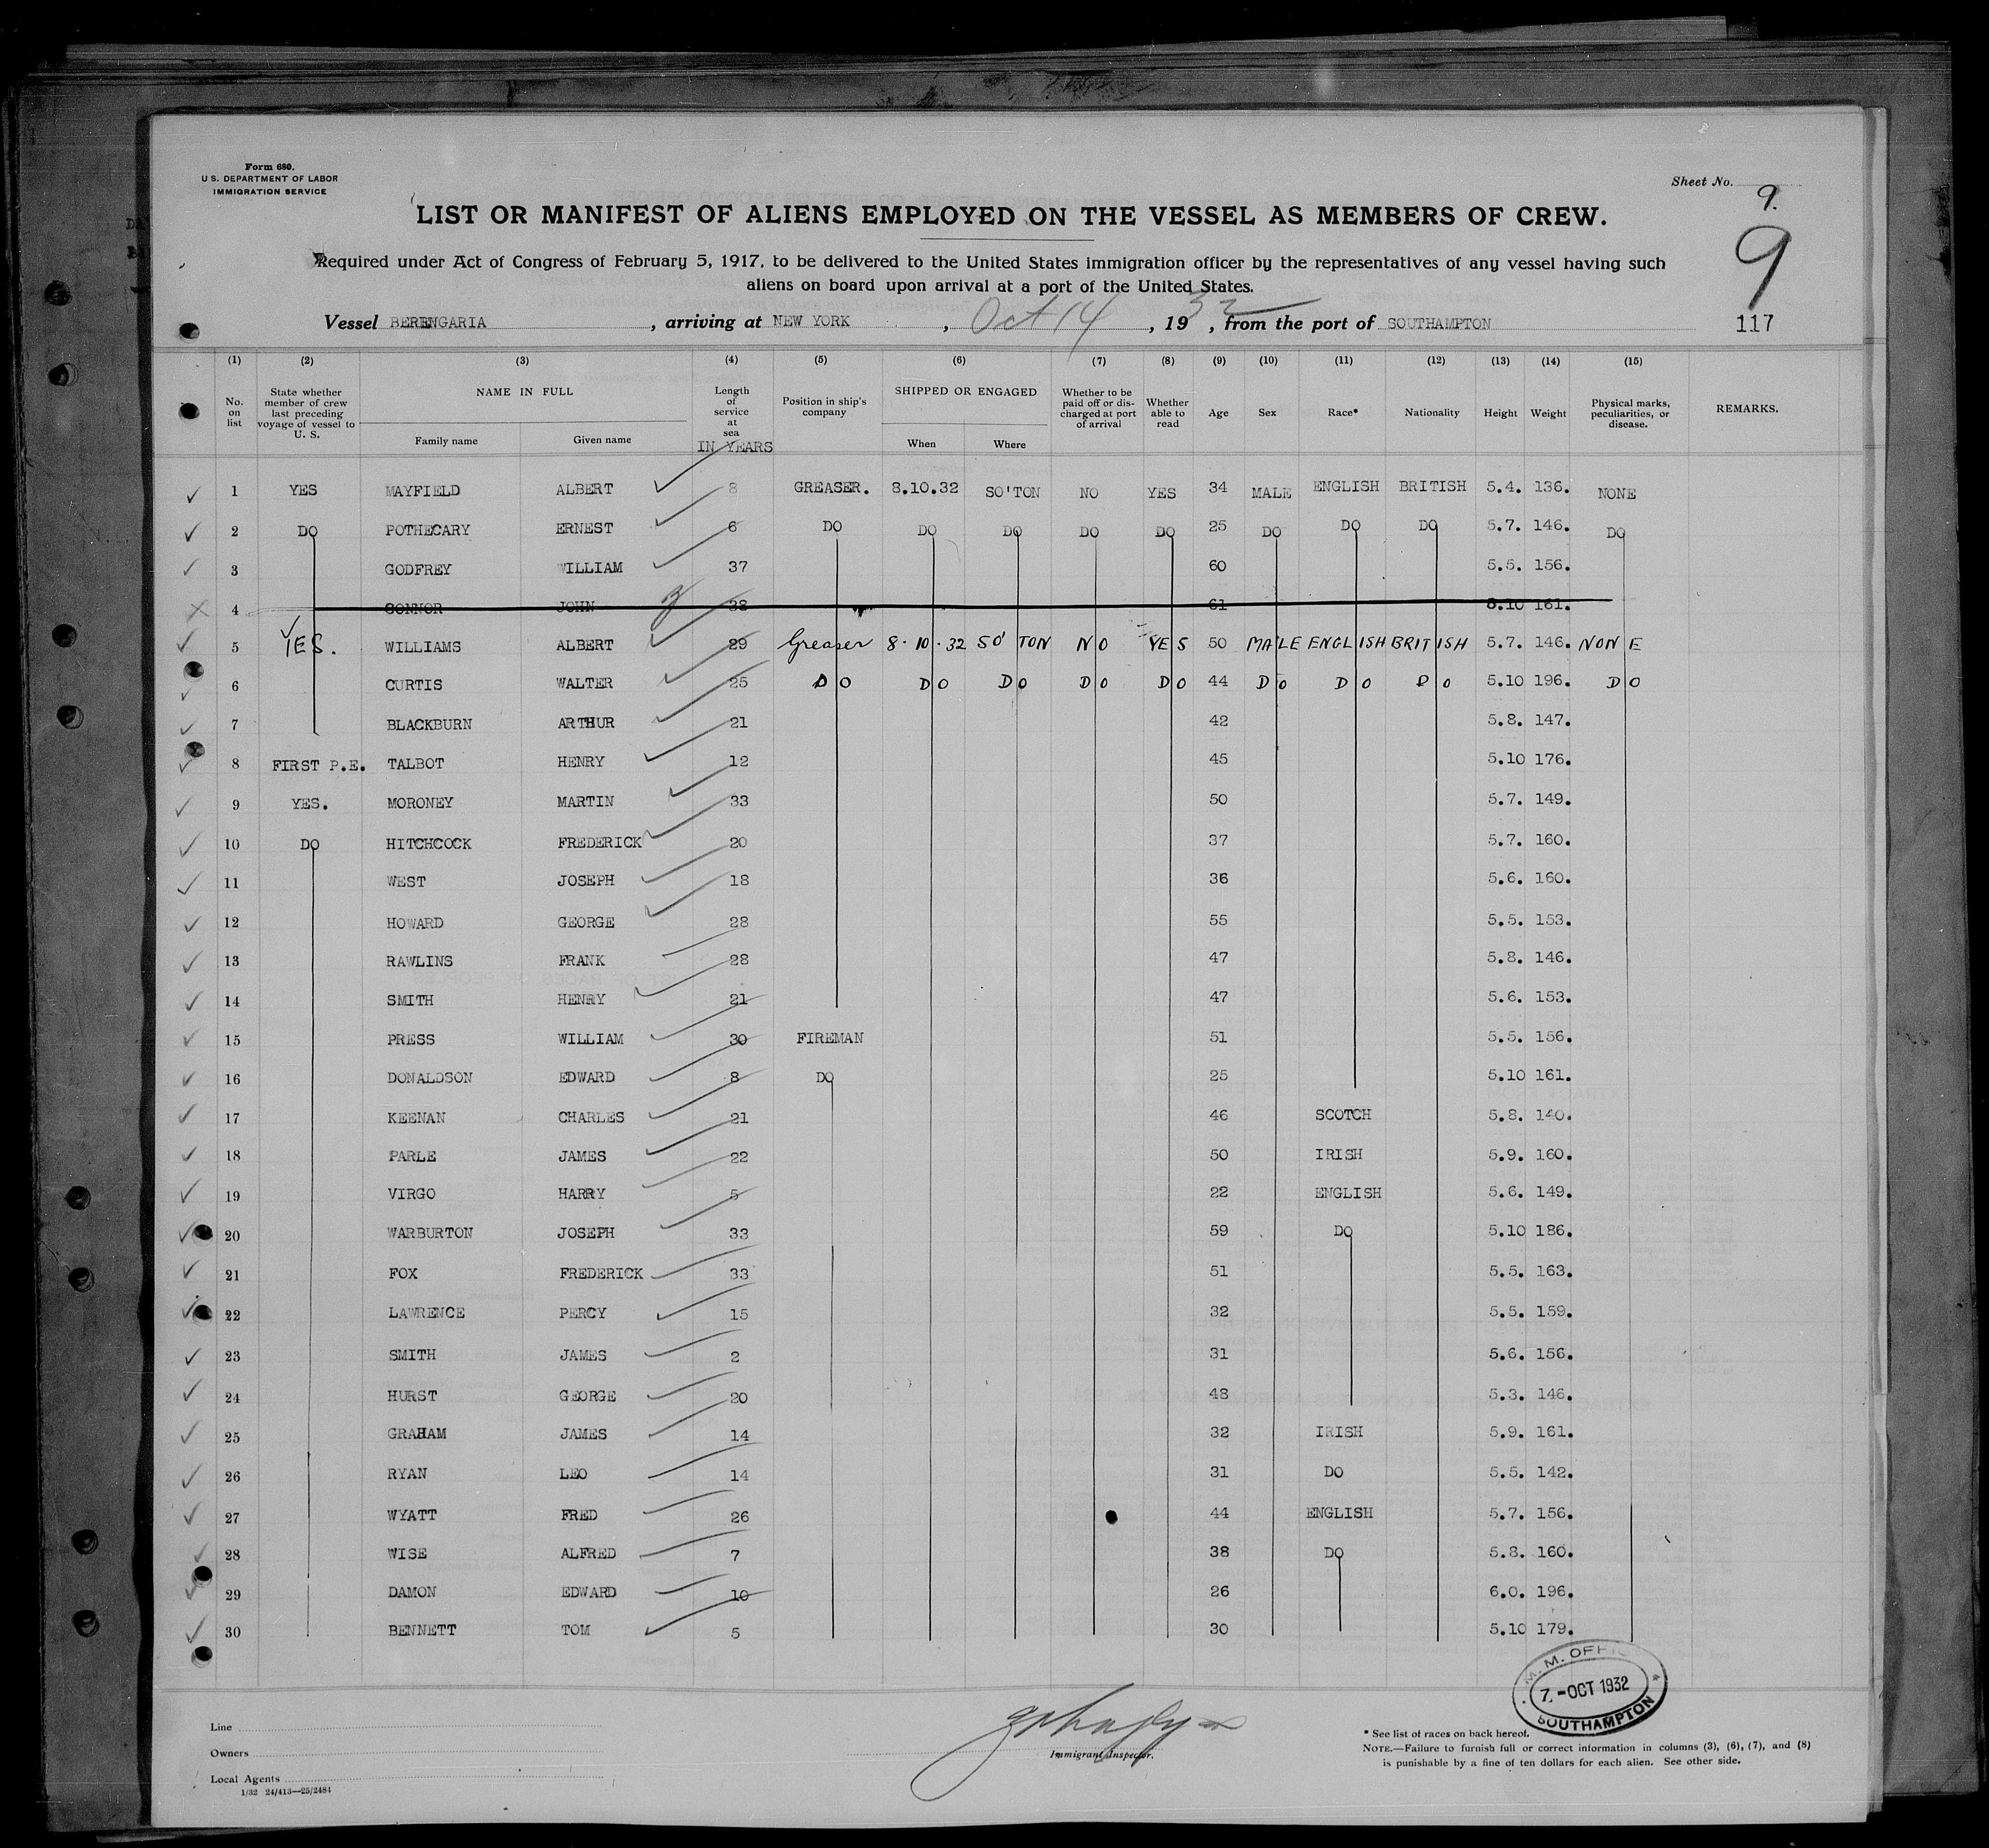 Form 680.
U S. DEPARTMENT OF LABOR
IMMIGRATION SERVICE
Sheet No. 9.
9
LIST OR MANIFEST OF ALIENS EMPLOYED ON THE VESSEL AS MEMBERS OF CREW.
Required under Act of Congress of February 5, 1917, to be delivered to the United States immigration officer by the representatives of any vessel having such
aliens on board upon arrival at a port of the United States.
Vessel BERENGARIA, arriving at NEW YORK, Oct 14, 1932, from the port of SOUTHAMPTON
117
(1) (2) (3) (4) (5) (6) (7) (8) (9) (10) (11) (12) (13) (14) (15)
No. on list State whether member of crew last preceding voyage of vessel to U. S. NAME IN FULL Family name Given name Length of service at sea IN YEARS Position in ship's company SHIPPED OR ENGAGED When Where Whether to be paid off or discharged at port of arrival Whether able to read Age Sex Race* Nationality Height Weight Physical marks, peculiarities, or disease. REMARKS.
1 YES MAYFIELD ALBERT 8 GREASER. 8.10.32 SO'TON NO YES 34 MALE ENGLISH BRITISH 5.4. 136. NONE
2 DO POTHECARY ERNEST 6 DO DO DO DO DO 25 DO DO DO 5.7. 146. DO
3 GODFREY WILLIAM 37 60 5.5. 156.
4 CONNOR JOHN 38 61 5.10 161.
5 YES. WILLIAMS ALBERT 29 Greaser 8.10.32 SO'TON NO YES 50 MALE ENGLISH BRITISH 5.7. 146. NONE
6 CURTIS WALTER 25 DO DO DO DO DO 44 DO DO DO 5.10 196. DO
7 BLACKBURN ARTHUR 21 42 5.8. 147.
8 FIRST P.E. TALBOT HENRY 12 45 5.10 176.
9 YES. MORONEY MARTIN 33 50 5.7. 149.
10 DO HITCHCOCK FREDERICK 20 37 5.7. 160.
11 WEST JOSEPH 18 36 5.6. 160.
12 HOWARD GEORGE 28 55 5.5. 153.
13 RAWLINS FRANK 28 47 5.8. 146.
14 SMITH HENRY 21 47 5.6. 153.
15 PRESS WILLIAM 30 FIREMAN 51 5.5. 156.
16 DONALDSON EDWARD 8 DO 25 5.10 161.
17 KEENAN CHARLES 21 46 SCOTCH 5.8. 140.
18 PARLE JAMES 22 50 IRISH 5.9. 160.
19 VIRGO HARRY 5 22 ENGLISH 5.6. 149.
20 WARBURTON JOSEPH 33 59 DO 5.10 186.
21 FOX FREDERICK 33 51 5.5. 163.
22 LAWRENCE PERCY 15 32 5.5. 159.
23 SMITH JAMES 2 31 5.6. 156.
24 HURST GEORGE 20 48 5.3. 146.
25 GRAHAM JAMES 14 32 IRISH 5.9. 161.
26 RYAN LEO 14 31 DO 5.5. 142.
27 WYATT FRED 26 44 ENGLISH 5.7. 156.
28 WISE ALFRED 7 38 DO 5.8. 160.
29 DAMON EDWARD 10 26 6.0. 196.
30 BENNETT TOM 5 30 5.10 179.
M. M. OFFICE
7-OCT 1932
SOUTHAMPTON
Line
Owners
Local Agents
1/32 24/413—25/2484
Immigrant Inspector.
* See list of races on back hereof.
NOTE.—Failure to furnish full or correct information in columns (3), (6), (7), and (8)
is punishable by a fine of ten dollars for each alien. See other side.